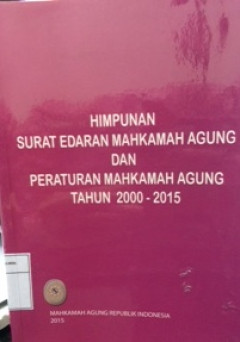 HIMPUNAN
SURAT EDARAN MAHKAMAH AGUNG
DAN
PERATURAN MAHKAMAH AGUNG
TAHUN 2000 - 2015
MAHKAMAH AGUNG REPUBLIK INDONESIA
2015